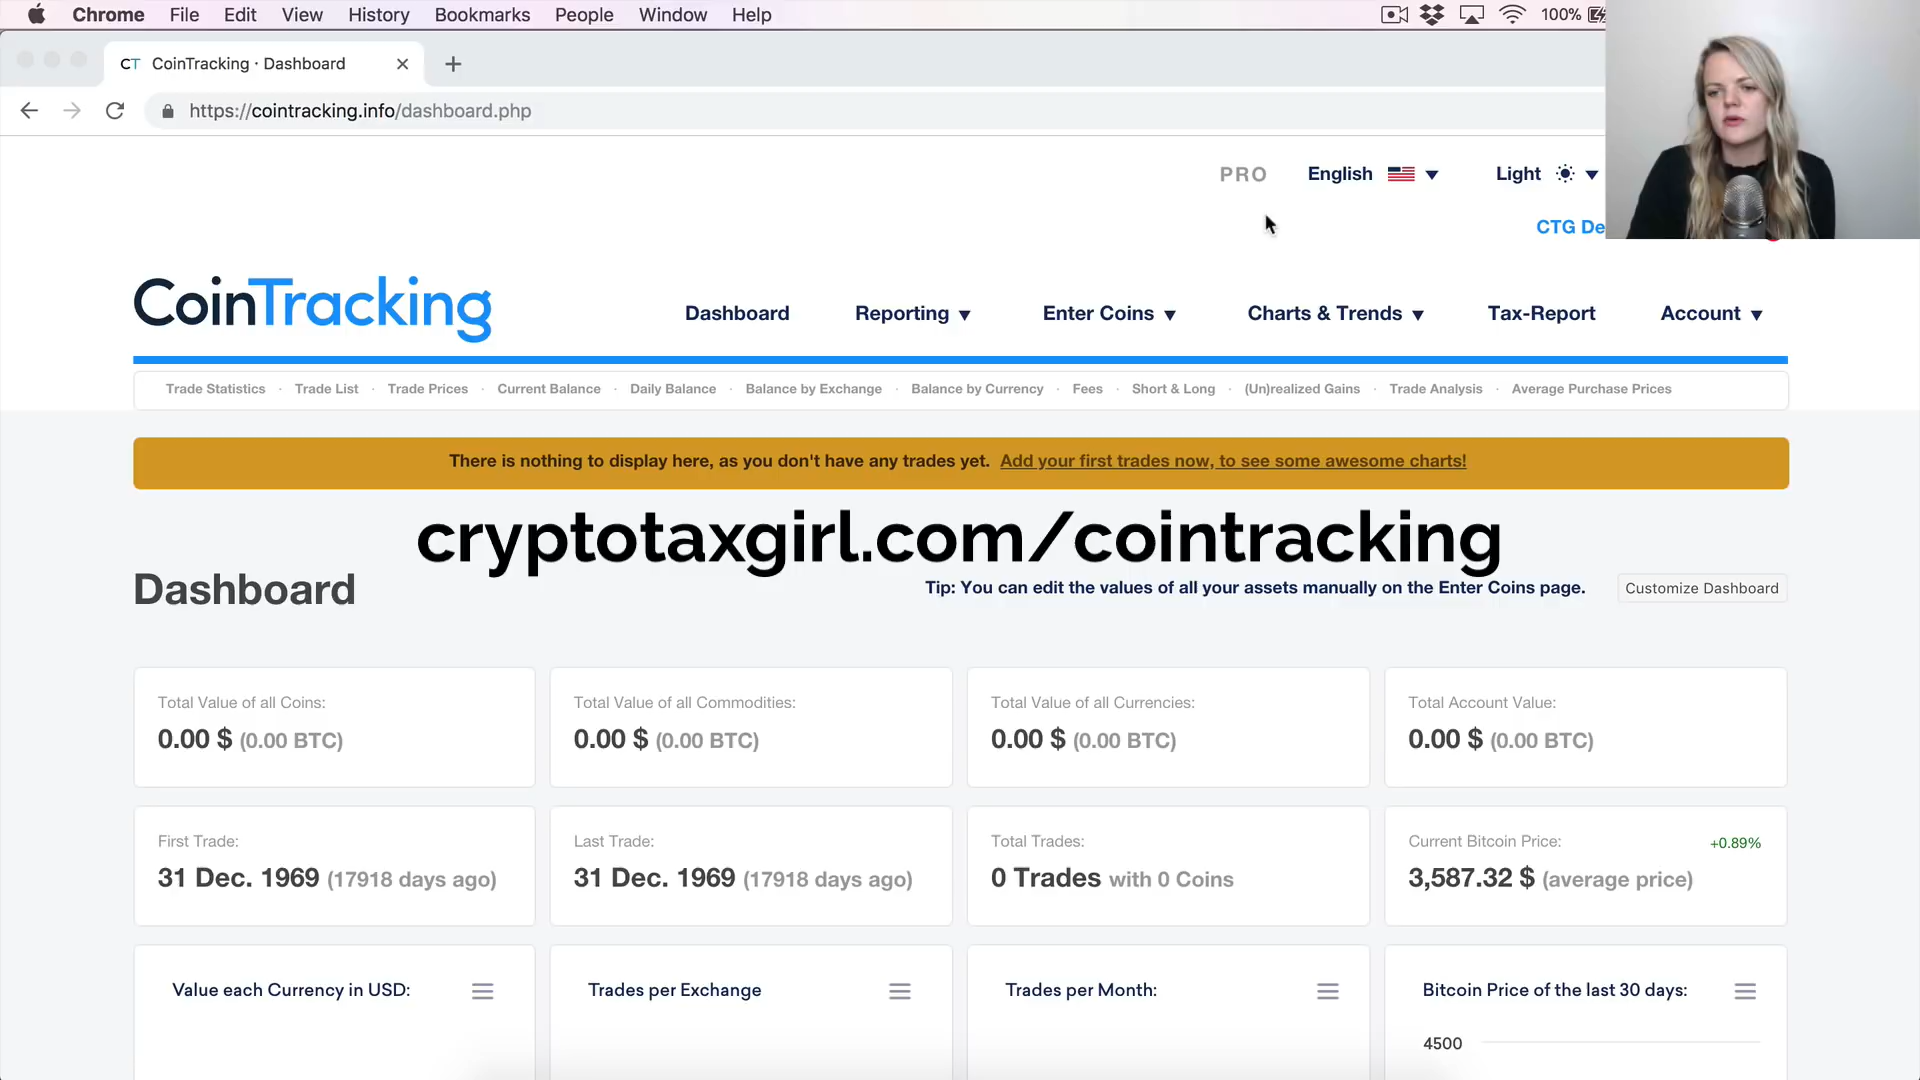 Chrome File Edit View History Bookmarks People Window Help 100%
CT CoinTracking · Dashboard
https://cointracking.info/dashboard.php
PRO English Light
CTG De
CoinTracking
Dashboard Reporting Enter Coins Charts & Trends Tax-Report Account
Trade Statistics · Trade List · Trade Prices · Current Balance · Daily Balance · Balance by Exchange · Balance by Currency · Fees · Short & Long · (Un)realized Gains · Trade Analysis · Average Purchase Prices
There is nothing to display here, as you don't have any trades yet. Add your first trades now, to see some awesome charts!
cryptotaxgirl.com/cointracking
Dashboard Tip: You can edit the values of all your assets manually on the Enter Coins page. Customize Dashboard
Total Value of all Coins: Total Value of all Commodities: Total Value of all Currencies: Total Account Value:
0.00 $ (0.00 BTC) 0.00 $ (0.00 BTC) 0.00 $ (0.00 BTC) 0.00 $ (0.00 BTC)
First Trade: Last Trade: Total Trades: Current Bitcoin Price: +0.89%
31 Dec. 1969 (17918 days ago) 31 Dec. 1969 (17918 days ago) 0 Trades with 0 Coins 3,587.32 $ (average price)
Value each Currency in USD: Trades per Exchange Trades per Month: Bitcoin Price of the last 30 days:
4500